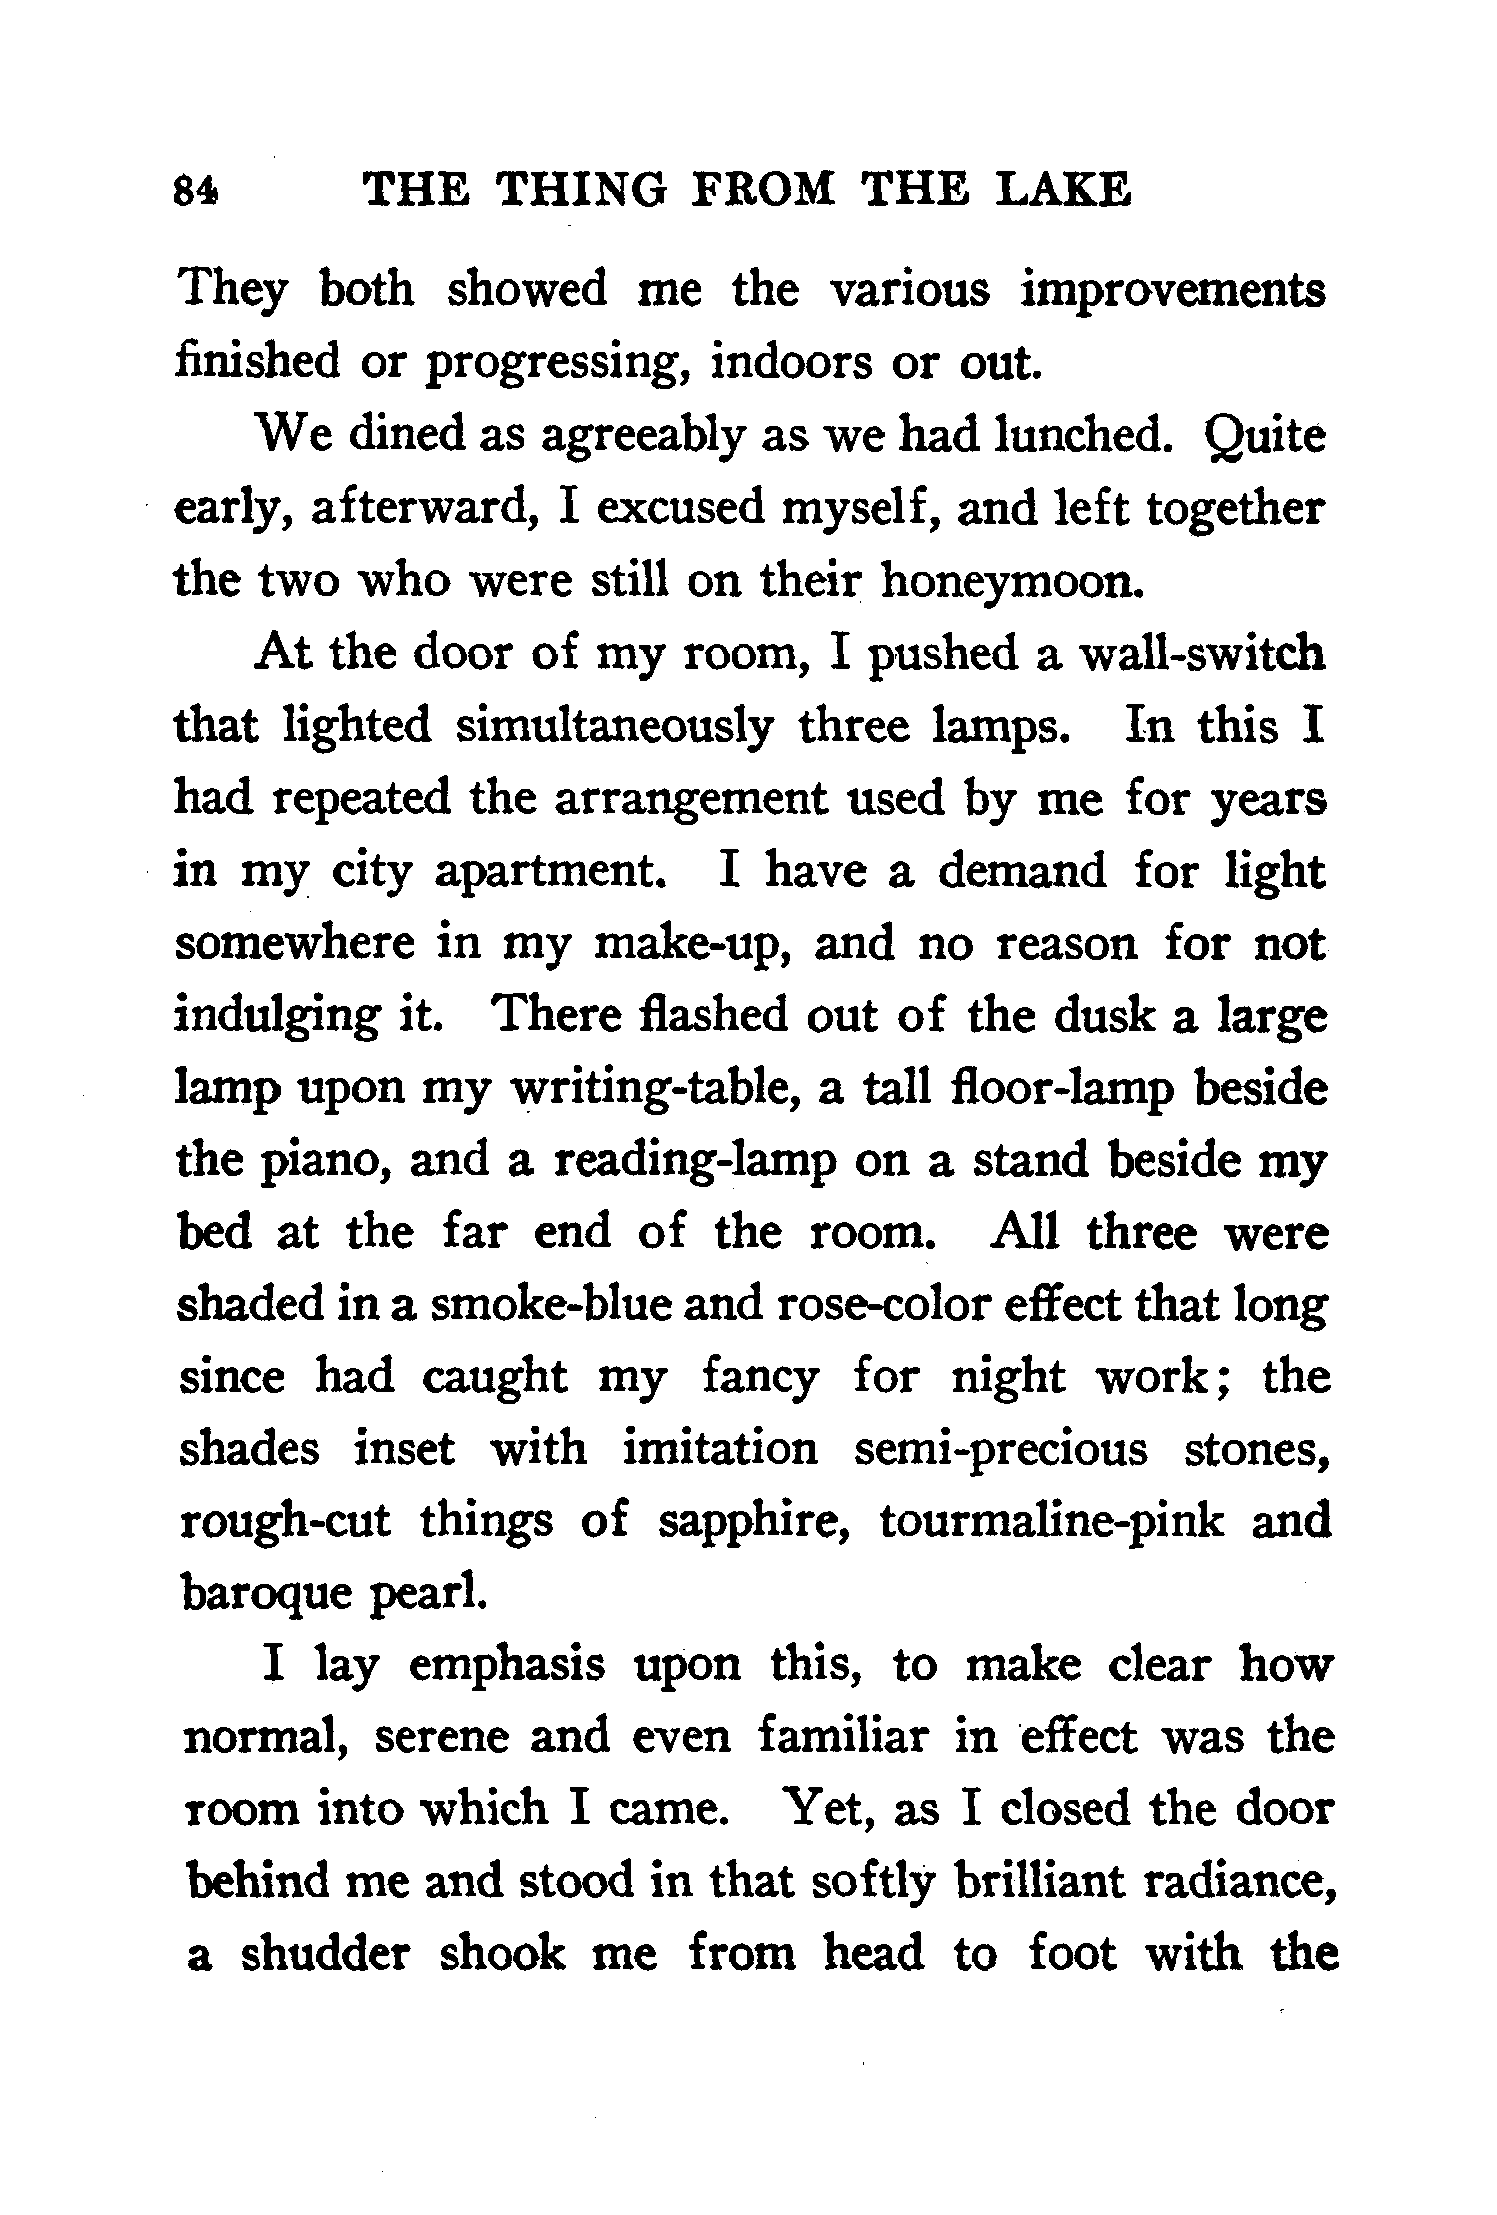 84 THE THING FROM THE LAKE
They both showed me the various improvements
finished or progressing, indoors or out.
We dined as agreeably as we had lunched. Quite
early, afterward, I excused myself, and left together
the two who were still on their honeymoon.
At the door of my room, I pushed a wall-switch
that lighted simultaneously three lamps. In this I
had repeated the arrangement used by me for years
in my city apartment. I have a demand for light
somewhere in my make-up, and no reason for not
indulging it. There flashed out of the dusk a large
lamp upon my writing-table, a tall floor-lamp beside
the piano, and a reading-lamp on a stand beside my
bed at the far end of the room. All three were
shaded in a smoke-blue and rose-color effect that long
since had caught my fancy for night work; the
shades inset with imitation semi-precious stones,
rough-cut things of sapphire, tourmaline-pink and
baroque pearl.
I lay emphasis upon this, to make clear how
normal, serene and even familiar in effect was the
room into which I came. Yet, as I closed the door
behind me and stood in that softly brilliant radiance,
a shudder shook me from head to foot with the